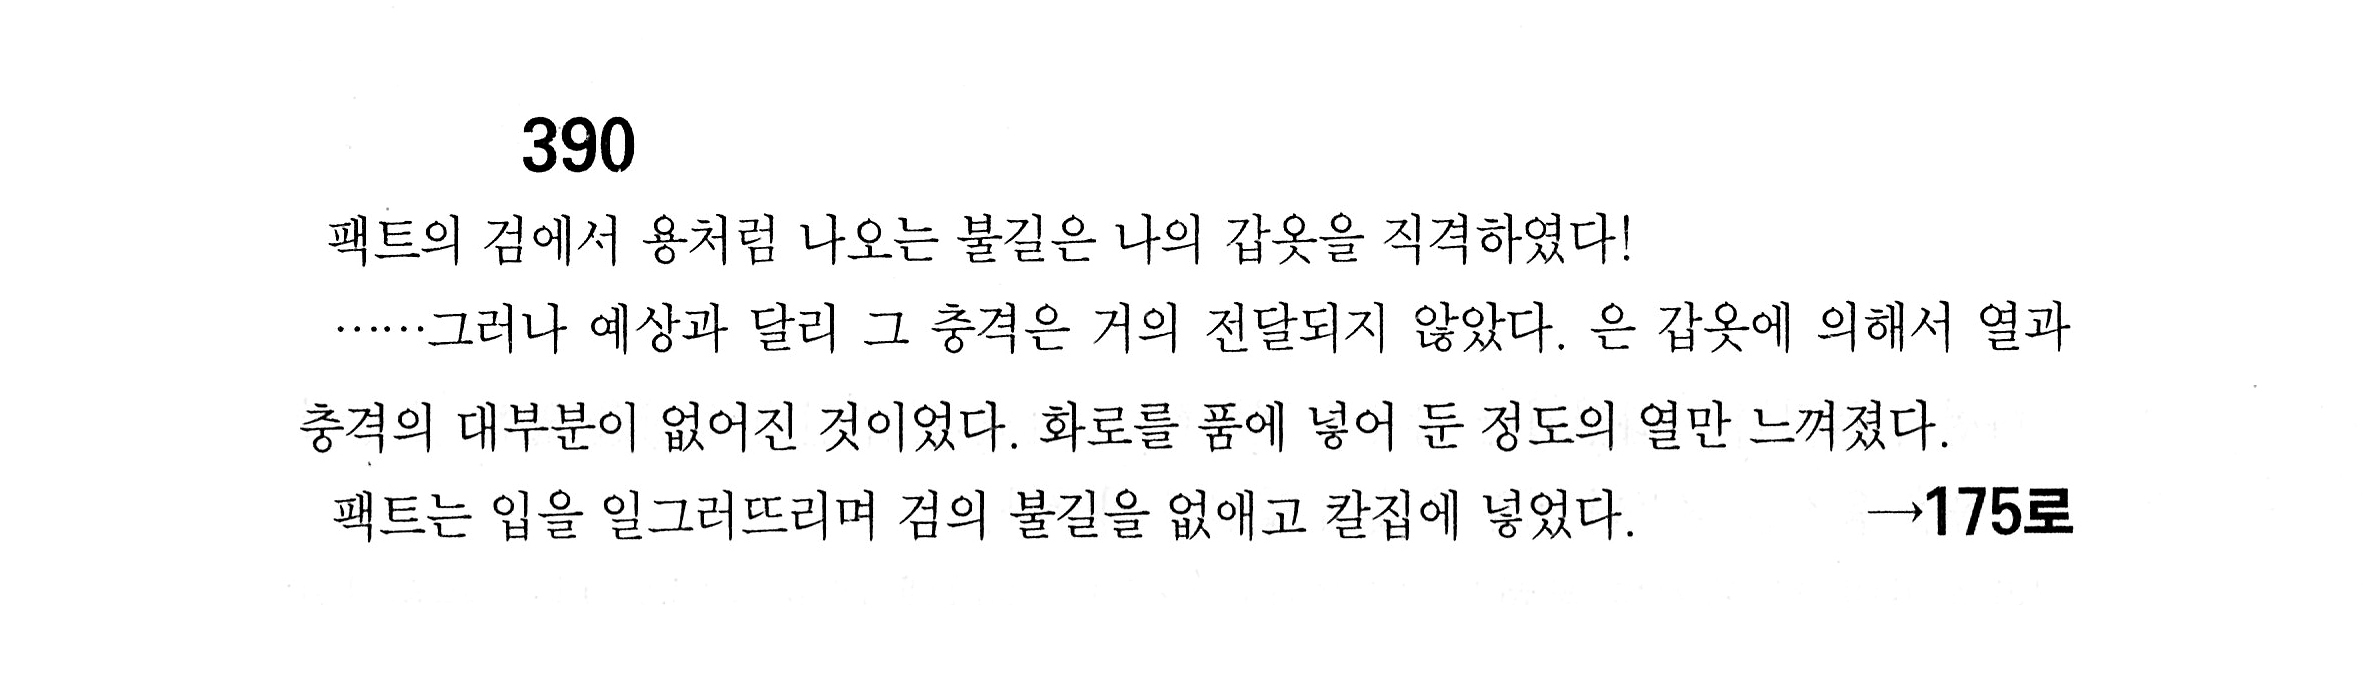 390
팩트의 검에서 용처럼 나오는 불길은 나의 갑옷을 직격하였다!
……그러나 예상과 달리 그 충격은 거의 전달되지 않았다. 은 갑옷에 의해서 열과
충격의 대부분이 없어진 것이었다. 화로를 품에 넣어 둔 정도의 열만 느껴졌다.
팩트는 입을 일그러뜨리며 검의 불길을 없애고 칼집에 넣었다. →175로